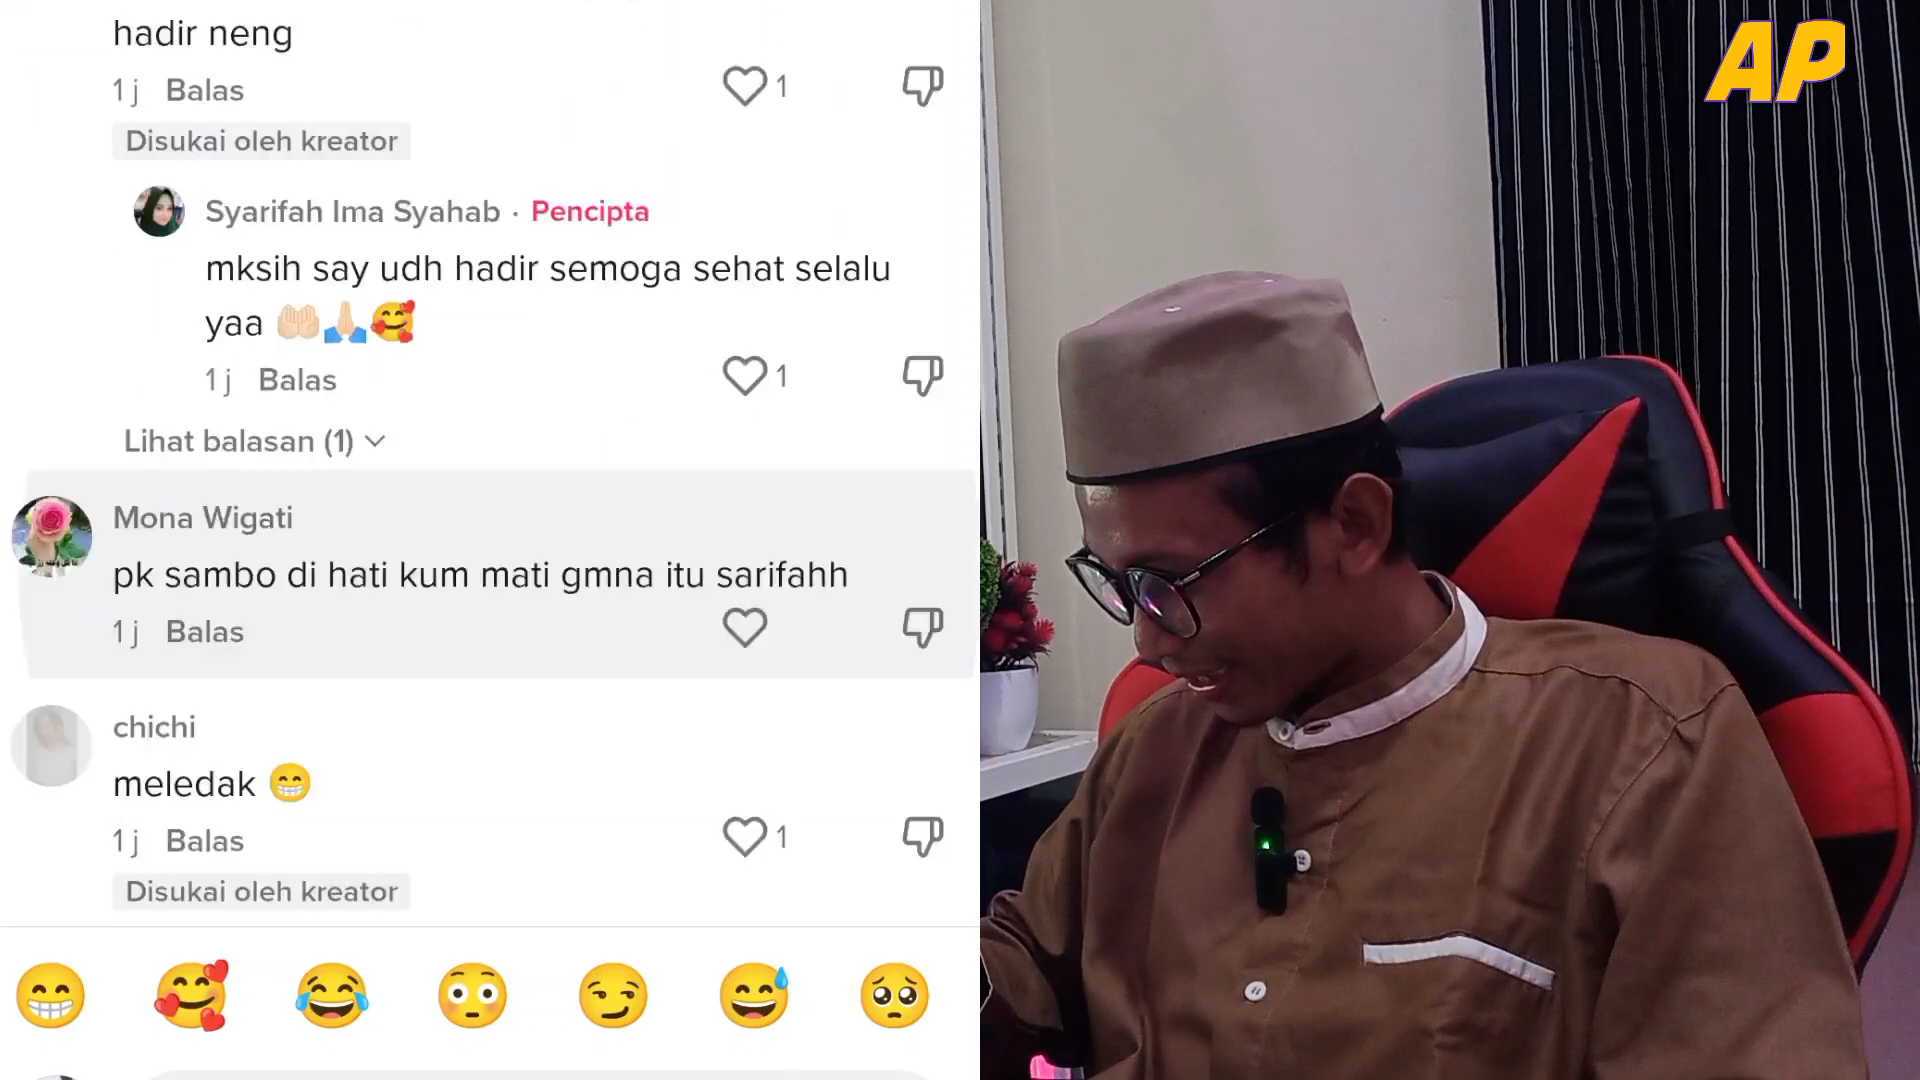 hadir neng
1 j Balas 1
Disukai oleh kreator
Syarifah Ima Syahab · Pencipta
mksih say udh hadir semoga sehat selalu
yaa 🤲🏻🙏🏻🥰
1 j Balas 1
Lihat balasan (1)
Mona Wigati
pk sambo di hati kum mati gmna itu sarifahh
1 j Balas
chichi
meledak 😁
1 j Balas 1
Disukai oleh kreator
AP